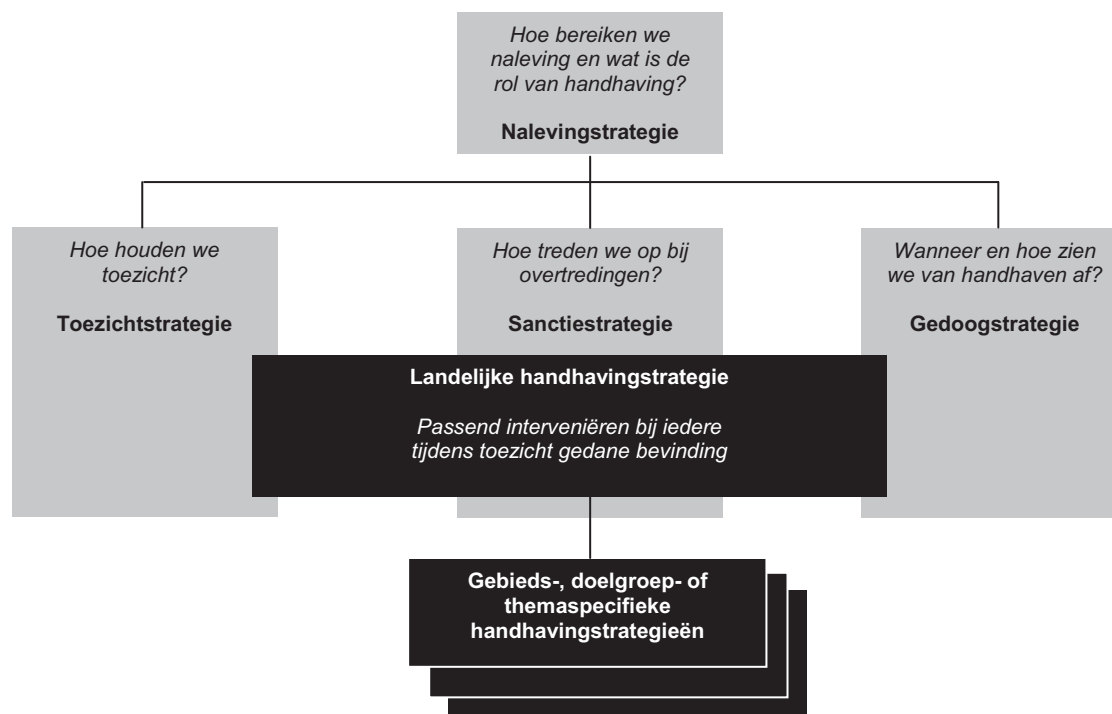 Hoe bereiken we
naleving en wat is de
rol van handhaving?
Nalevingstrategie
Hoe houden we
toezicht?
Toezichtstrategie
Hoe treden we op bij
overtredingen?
Sanctiestrategie
Wanneer en hoe zien
we van handhaven af?
Gedoogstrategie
Landelijke handhavingstrategie
Passend interveniëren bij iedere
tijdens toezicht gedane bevinding
Gebieds-, doelgroep- of
themaspecifieke
handhavingstrategieën